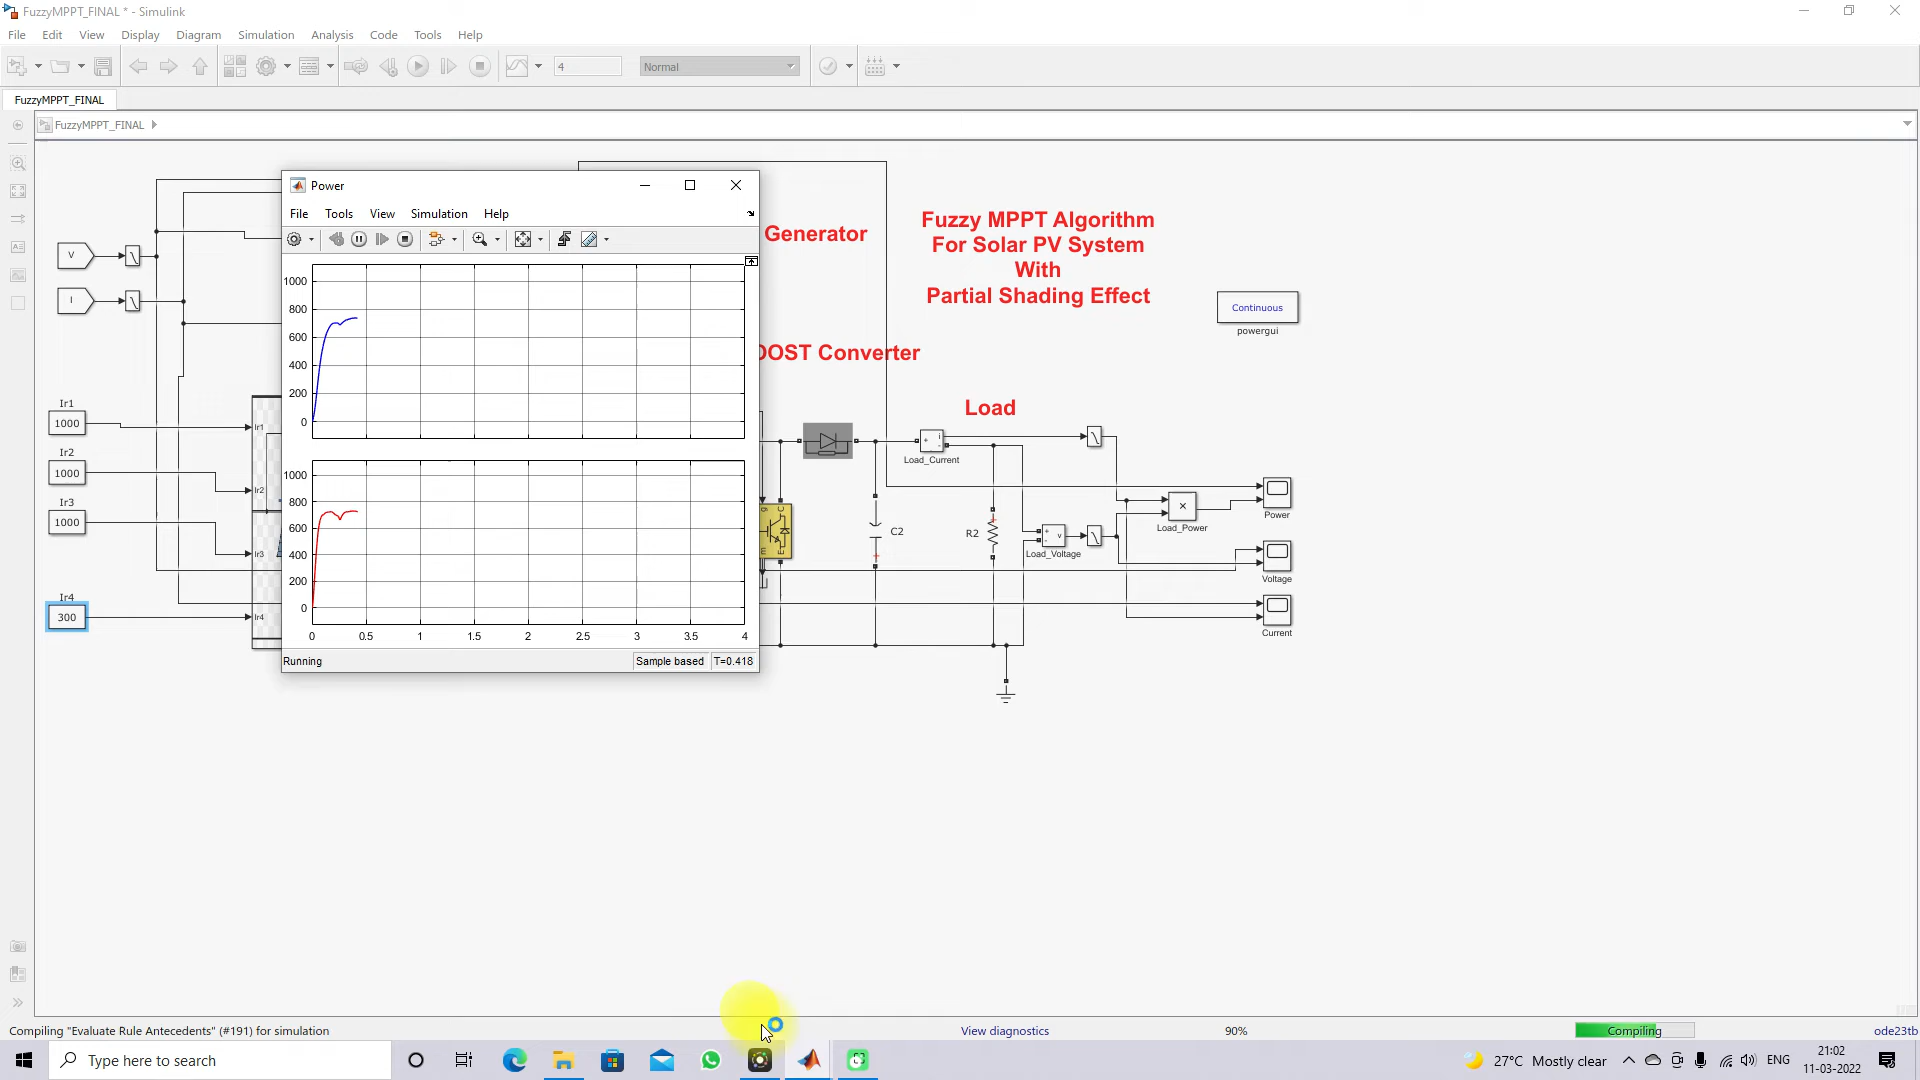 FuzzyMPPT_FINAL * - Simulink
File Edit View Display Diagram Simulation Analysis Code Tools Help
4
Normal
FuzzyMPPT_FINAL
FuzzyMPPT_FINAL
Power
File Tools View Simulation Help
1000
800
600
400
200
0
1000
800
600
400
200
0
0 0.5 1 1.5 2 2.5 3 3.5 4
Running
Sample based
T=0.418
Generator
Fuzzy MPPT Algorithm
For Solar PV System
With
Partial Shading Effect
Continuous
powergui
OOST Converter
Load
V
I
Ir1
1000
Ir2
1000
Ir3
1000
Ir4
300
Ir1
Ir2
Ir3
Ir4
g
C
m
E
C2
Load_Current
R2
Load_Voltage
Load_Power
Power
Voltage
Current
Compiling "Evaluate Rule Antecedents" (#191) for simulation
View diagnostics
90%
Compiling
ode23tb
Type here to search
27°C Mostly clear
ENG
21:02
11-03-2022